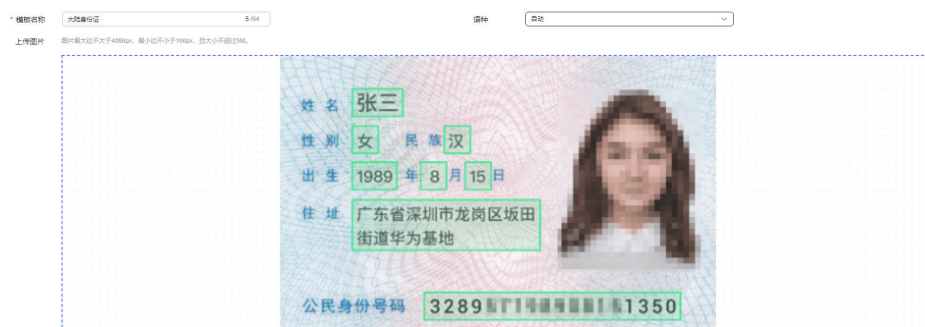 * 模板名称 大陆身份证 5/64 语种 自动
上传图片 图片最大边不大于4096px、最小边不小于100px、且大小不超过5M。
姓名 张三
性别 女 民族 汉
出生 1989 年 8 月 15 日
住址 广东省深圳市龙岗区坂田
街道华为基地
公民身份号码 3289 1350